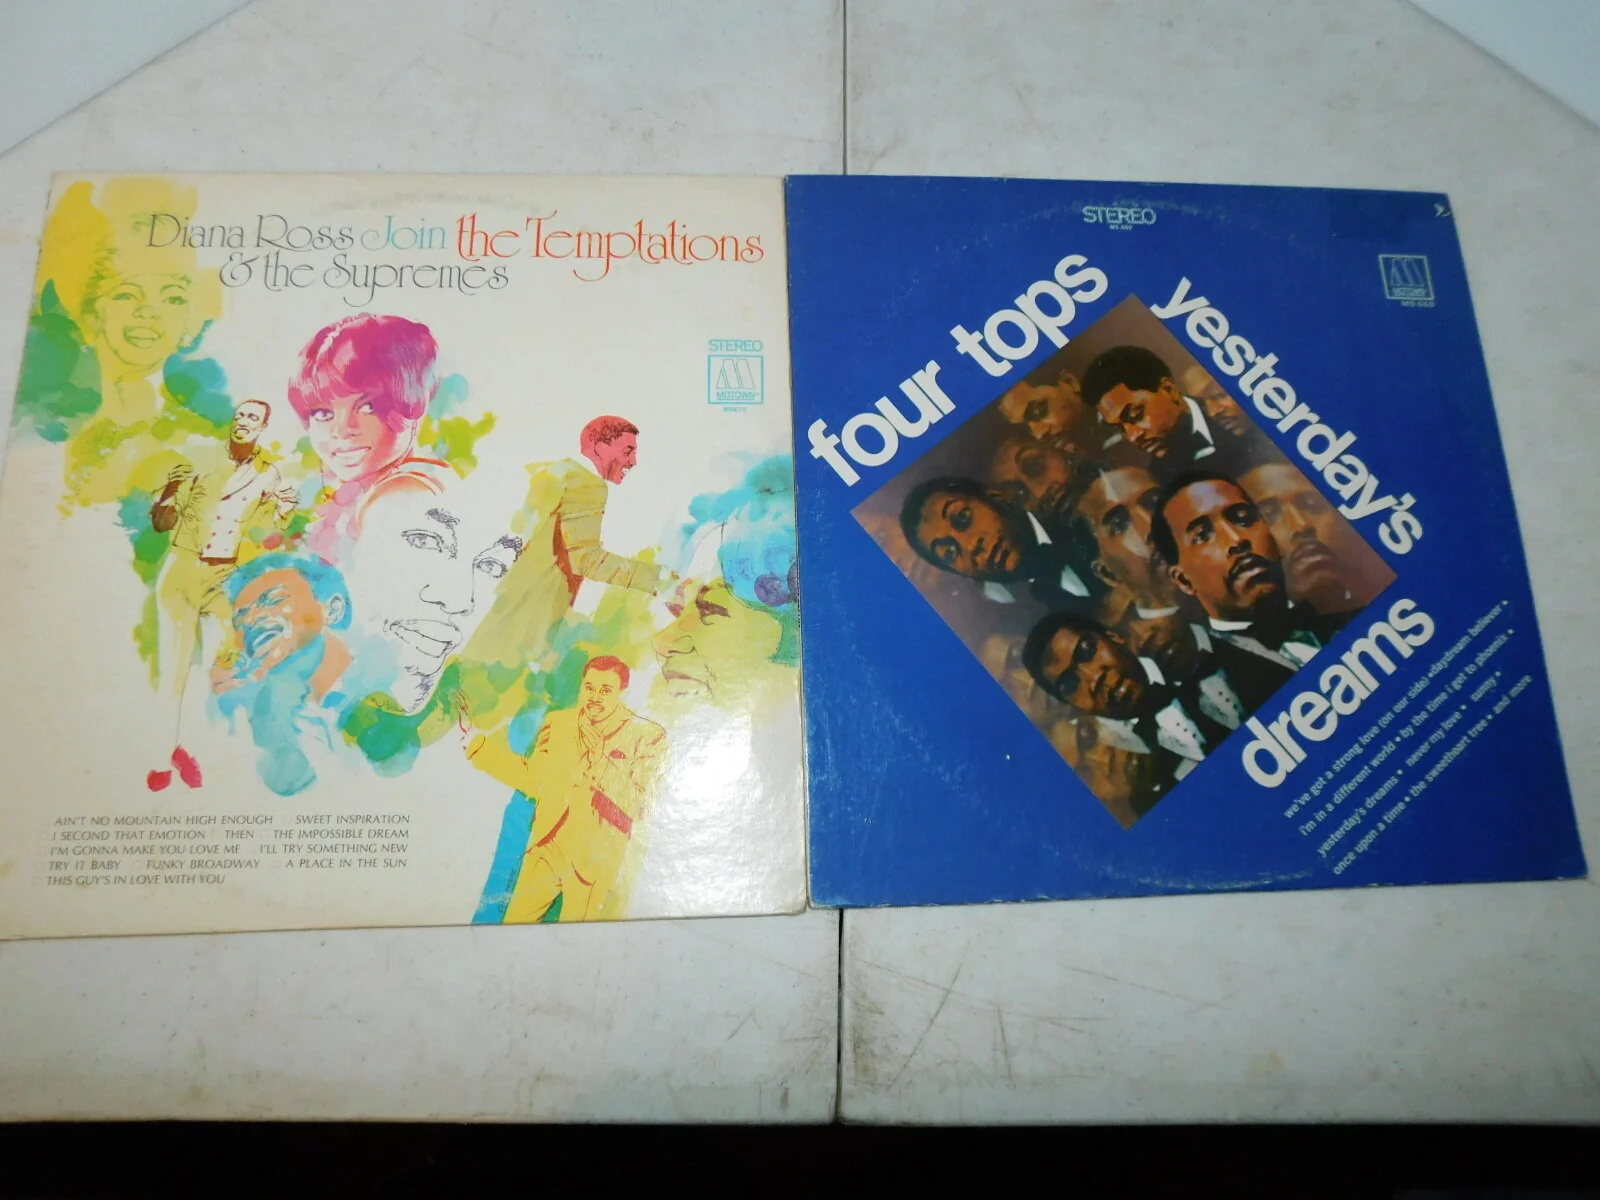 Diana Ross Join the Temptations
& the Supremes
STEREO
M
MOTOWN
AIN'T NO MOUNTAIN HIGH ENOUGH SWEET INSPIRATION
I SECOND THAT EMOTION THEN THE IMPOSSIBLE DREAM
I'M GONNA MAKE YOU LOVE ME I'LL TRY SOMETHING NEW
TRY IT BABY FUNKY BROADWAY A PLACE IN THE SUN
THIS GUY'S IN LOVE WITH YOU
STEREO
MS 669
M
MOTOWN
MS 669
four tops
yesterday's
dreams
we've got a strong love (on our side) • daydream believer •
i'm in a different world • by the time i get to phoenix •
yesterday's dreams • never my love • sunny •
once upon a time • the sweetheart tree • and more